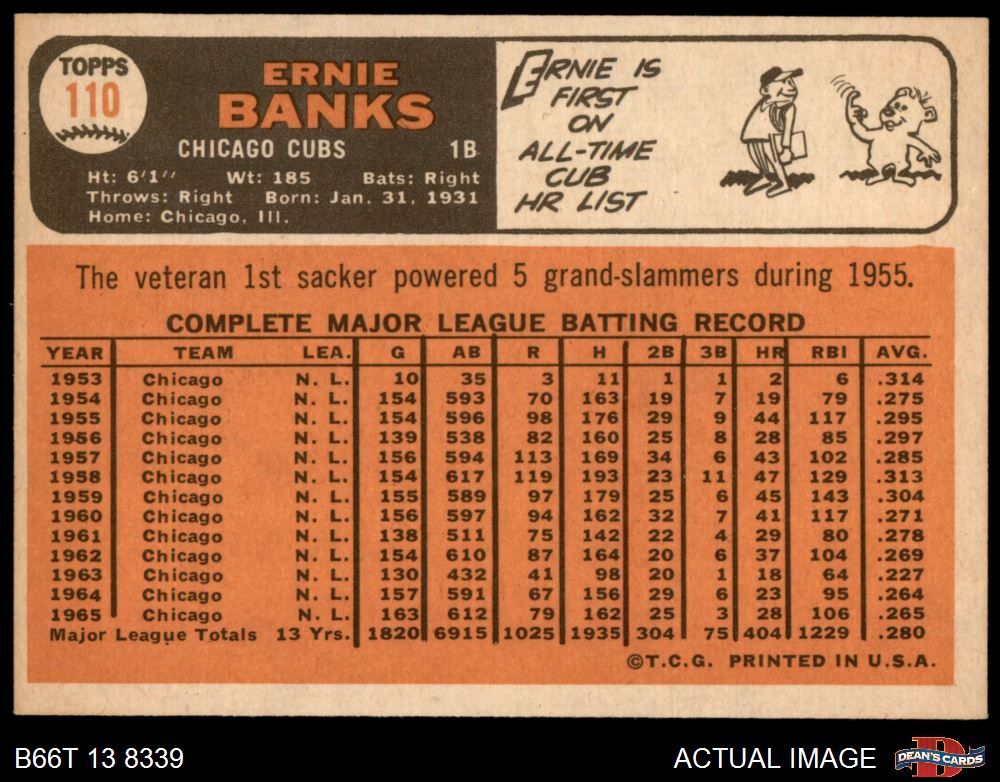 TOPPS
110
ERNIE
BANKS
CHICAGO CUBS 1B
Ht: 6'1" Wt: 185 Bats: Right
Throws: Right Born: Jan. 31, 1931
Home: Chicago, Ill.
ERNIE IS
FIRST
ON
ALL-TIME
CUB
HR LIST
The veteran 1st sacker powered 5 grand-slammers during 1955.
COMPLETE MAJOR LEAGUE BATTING RECORD
YEAR TEAM LEA. G AB R H 2B 3B HR RBI AVG.
1953 Chicago N. L. 10 35 3 11 1 1 2 6 .314
1954 Chicago N. L. 154 593 70 163 19 7 19 79 .275
1955 Chicago N. L. 154 596 98 176 29 9 44 117 .295
1956 Chicago N. L. 139 538 82 160 25 8 28 85 .297
1957 Chicago N. L. 156 594 113 169 34 6 43 102 .285
1958 Chicago N. L. 154 617 119 193 23 11 47 129 .313
1959 Chicago N. L. 155 589 97 179 25 6 45 143 .304
1960 Chicago N. L. 156 597 94 162 32 7 41 117 .271
1961 Chicago N. L. 138 511 75 142 22 4 29 80 .278
1962 Chicago N. L. 154 610 87 164 20 6 37 104 .269
1963 Chicago N. L. 130 432 41 98 20 1 18 64 .227
1964 Chicago N. L. 157 591 67 156 29 6 23 95 .264
1965 Chicago N. L. 163 612 79 162 25 3 28 106 .265
Major League Totals 13 Yrs. 1820 6915 1025 1935 304 75 404 1229 .280
©T.C.G. PRINTED IN U.S.A.
B66T 13 8339 ACTUAL IMAGE
D
DEAN'S CARDS